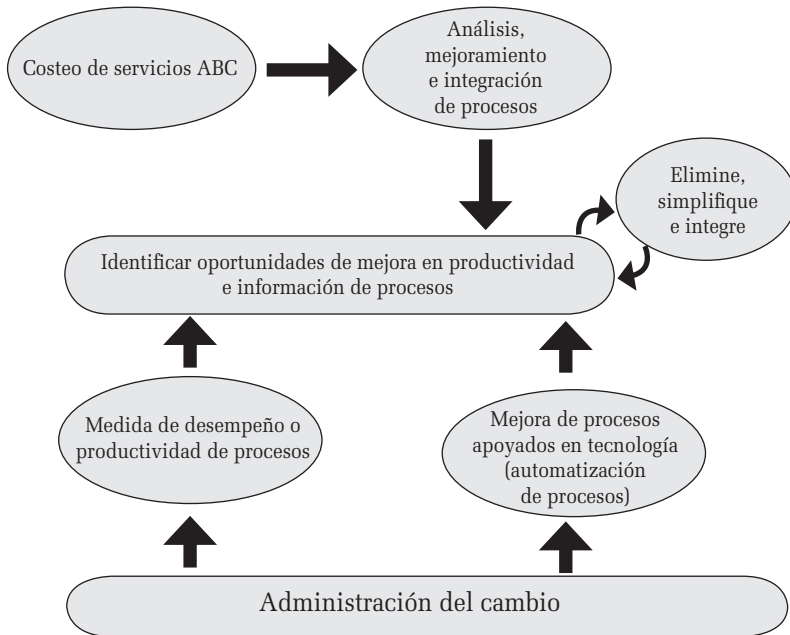 Costeo de servicios ABC
Análisis,
mejoramiento
e integración
de procesos
Elimine,
simplifique
e integre
Identificar oportunidades de mejora en productividad
e información de procesos
Medida de desempeño o
productividad de procesos
Mejora de procesos
apoyados en tecnología
(automatización
de procesos)
Administración del cambio